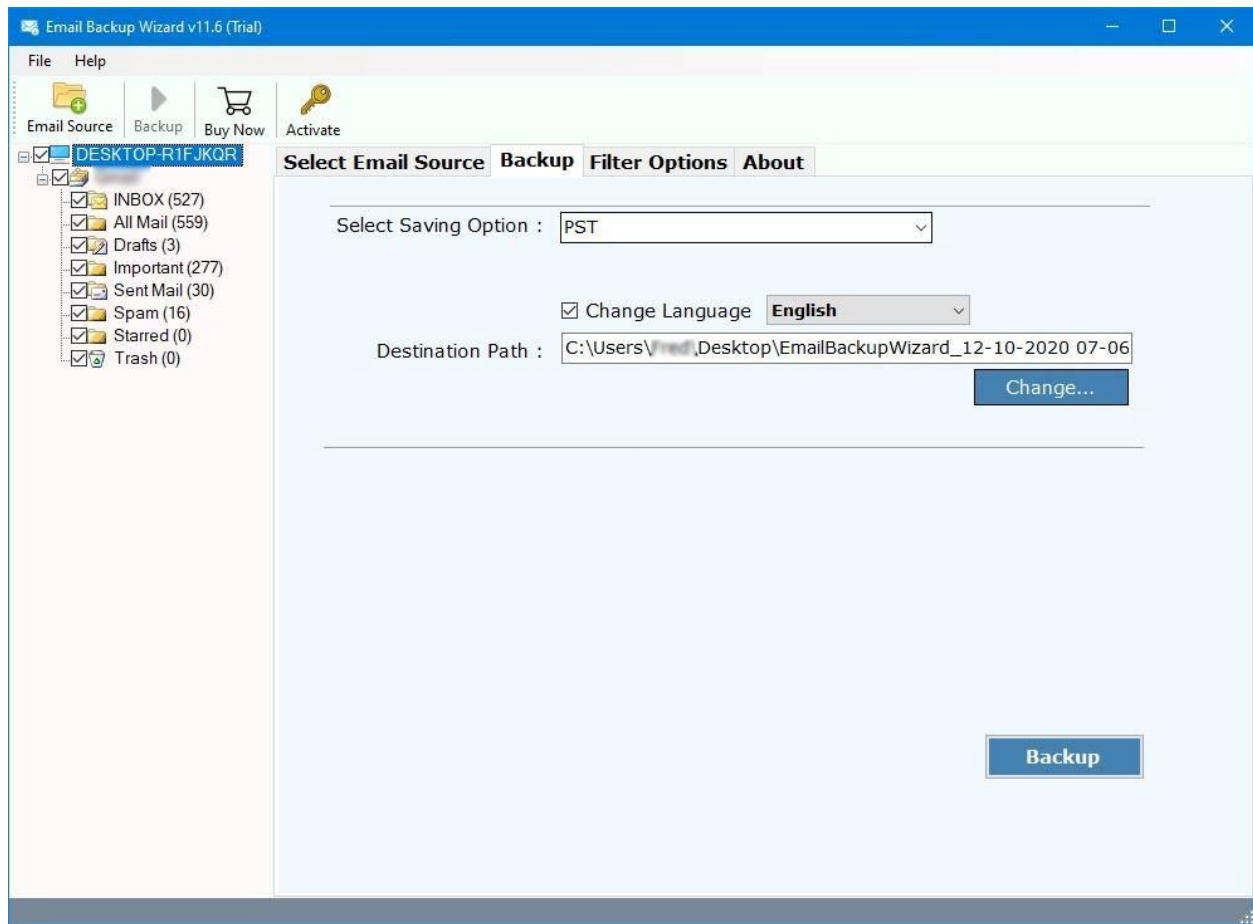 Email Backup Wizard v11.6 (Trial)
File Help
Email Source Backup Buy Now Activate
DESKTOP-R1FJKQR
INBOX (527)
All Mail (559)
Drafts (3)
Important (277)
Sent Mail (30)
Spam (16)
Starred (0)
Trash (0)
Select Email Source Backup Filter Options About
Select Saving Option : PST
Change Language English
Destination Path : C:\Users\ \Desktop\EmailBackupWizard_12-10-2020 07-06
Change...
Backup